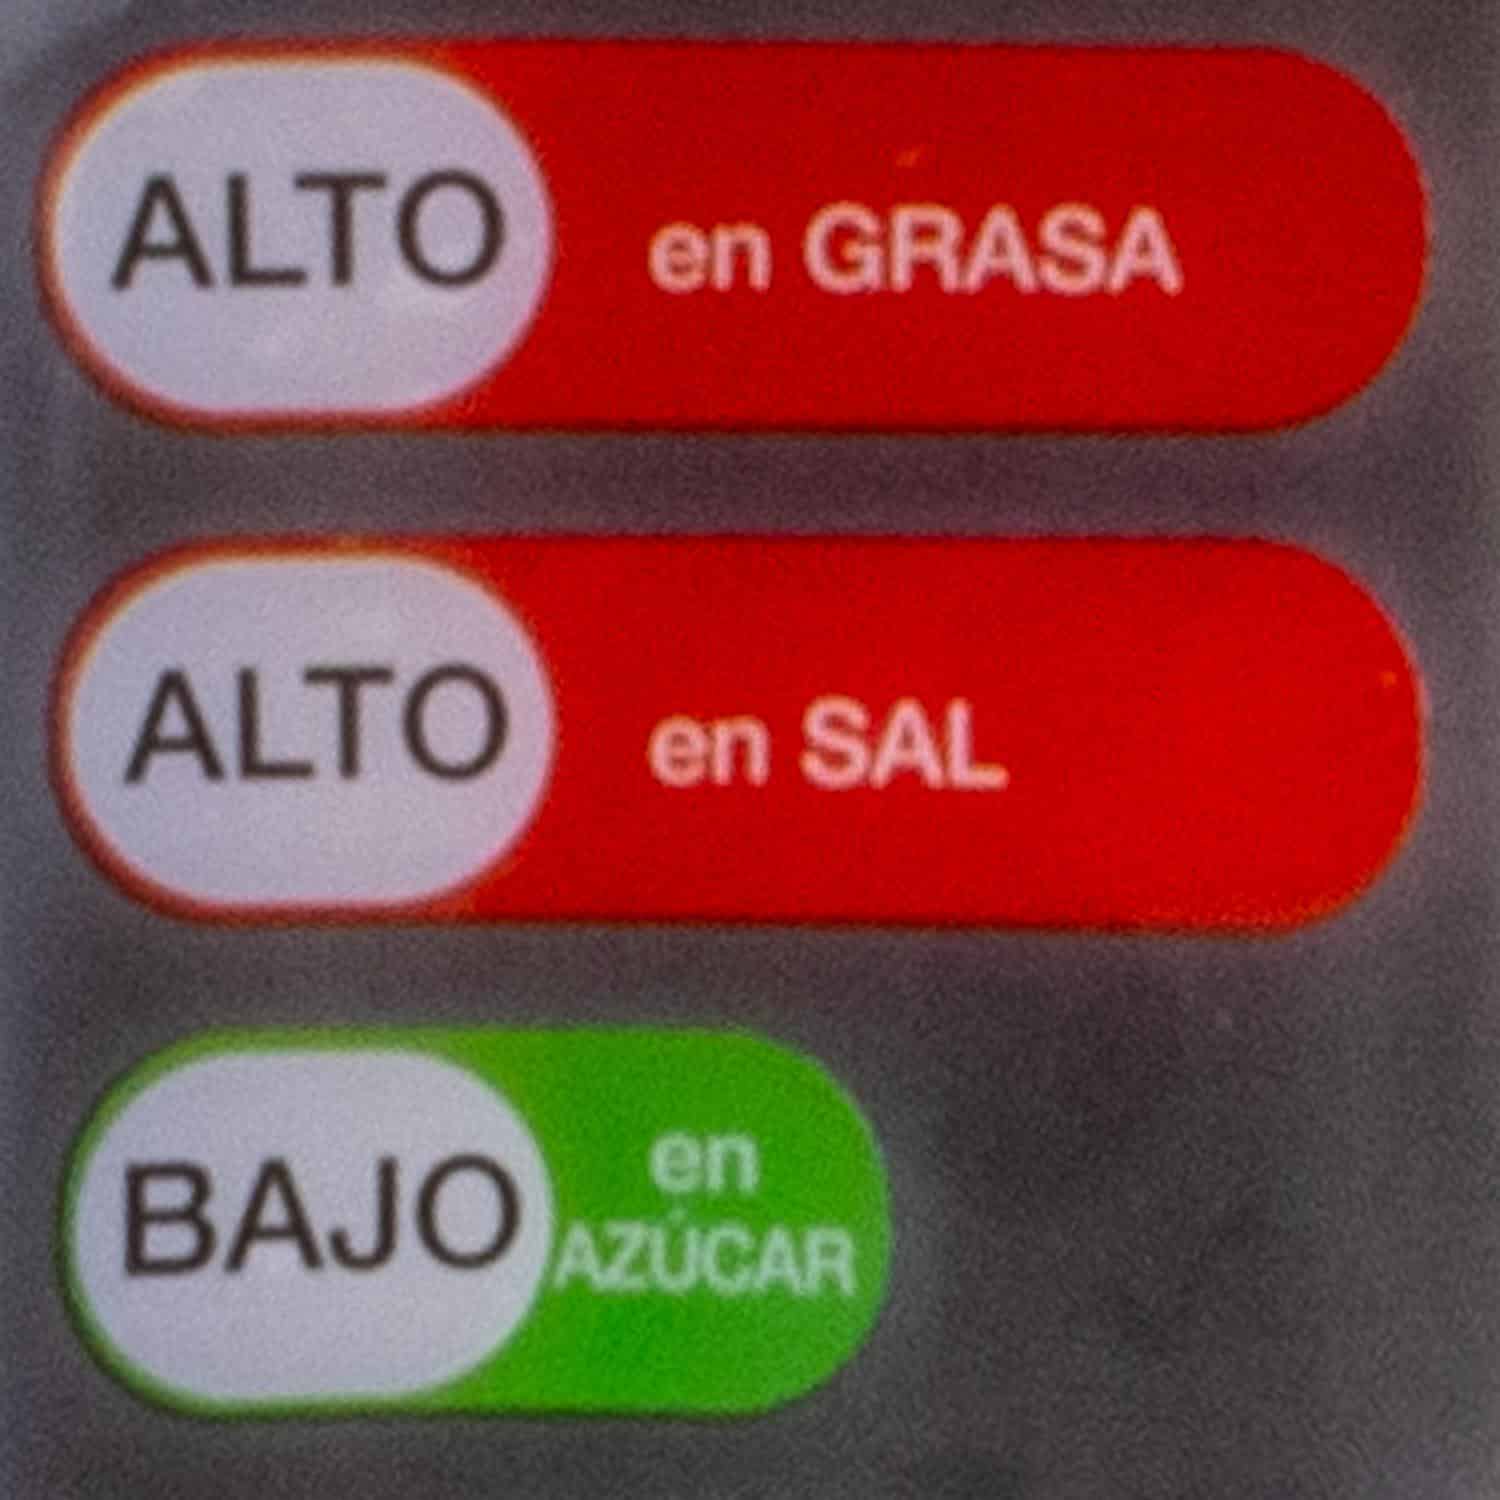 ALTO en GRASA
ALTO en SAL
BAJO en
AZÚCAR